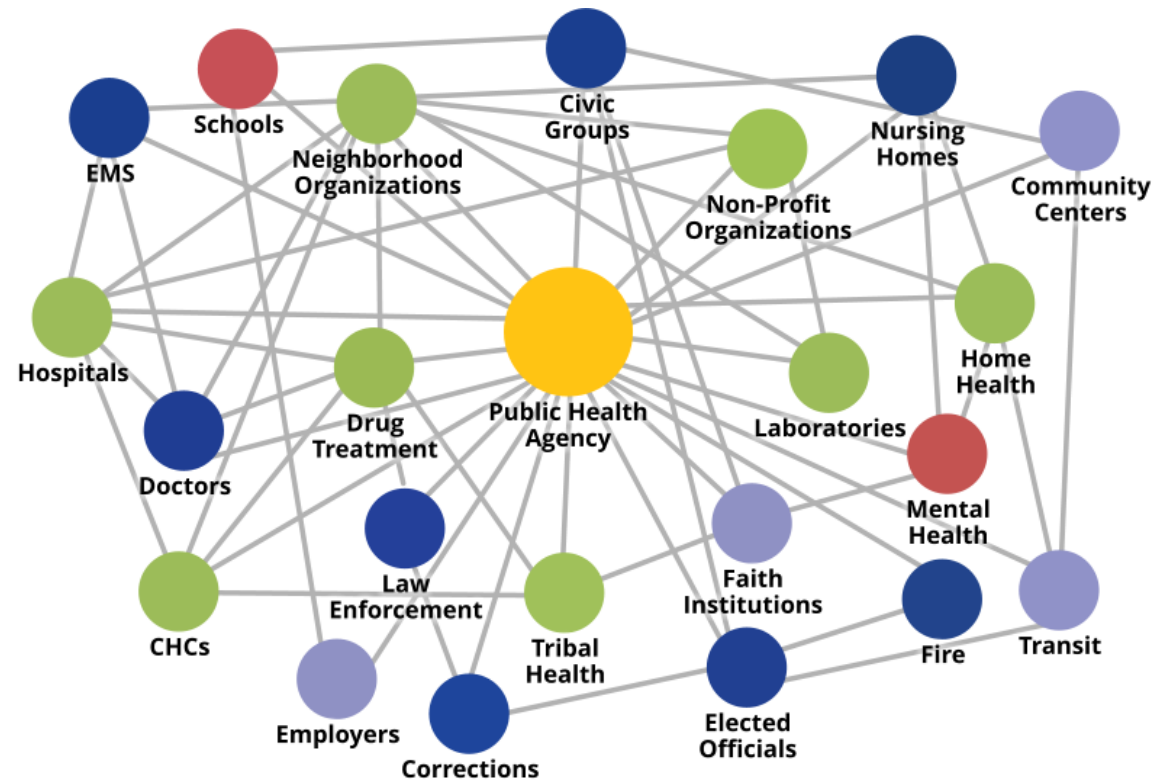 Civic
Groups
Schools
Nursing
Homes
EMS
Neighborhood
Organizations
Community
Centers
Non-Profit
Organizations
Hospitals
Home
Health
Public Health
Agency
Drug
Treatment
Laboratories
Doctors
Mental
Health
Law
Enforcement
Faith
Institutions
CHCs
Tribal
Health
Fire
Transit
Employers
Elected
Officials
Corrections